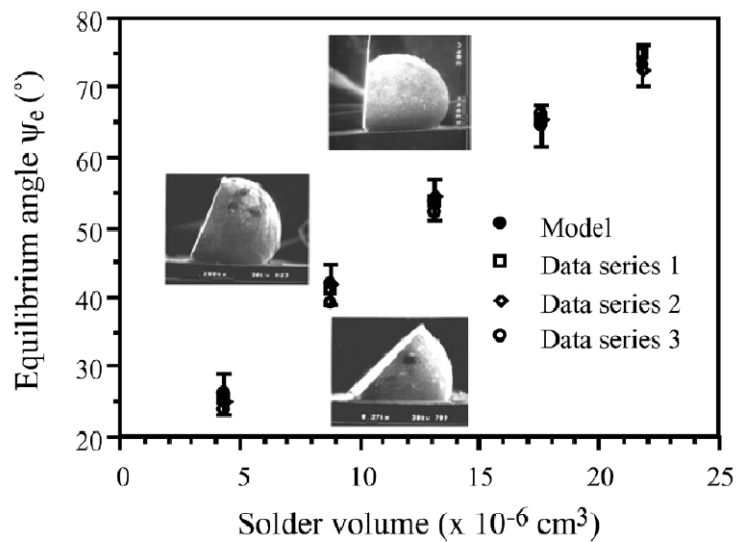 Equilibrium angle ψe (°)
80
70
60
50
40
30
20
Model
Data series 1
Data series 2
Data series 3
0 5 10 15 20 25
Solder volume (x 10-6 cm3)